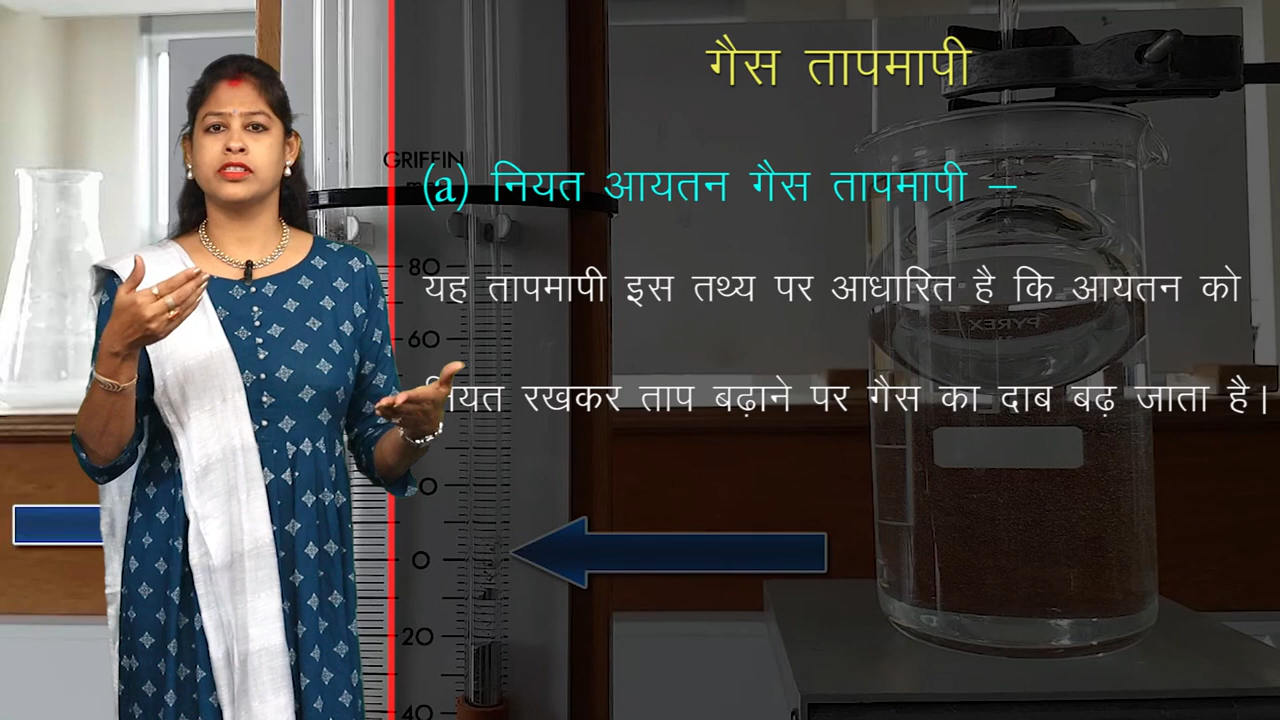 गैस तापमापी
GRIFFIN
(a) नियत आयतन गैस तापमापी –
80
यह तापमापी इस तथ्य पर आधारित है कि आयतन को
PYREX
60
नियत रखकर ताप बढ़ाने पर गैस का दाब बढ़ जाता है।
0
20
40